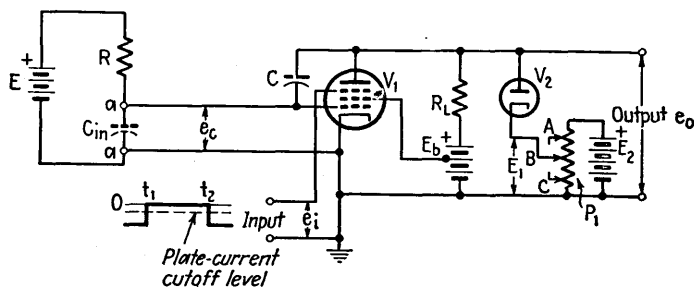 E
+
R
a
C_in
a
e_c
C
V_1
R_L
E_b
+
V_2
A
B
C
E_1
+
E_2
P_1
Output e_o
0
t_1
t_2
Input
e_i
Plate-current
cutoff level